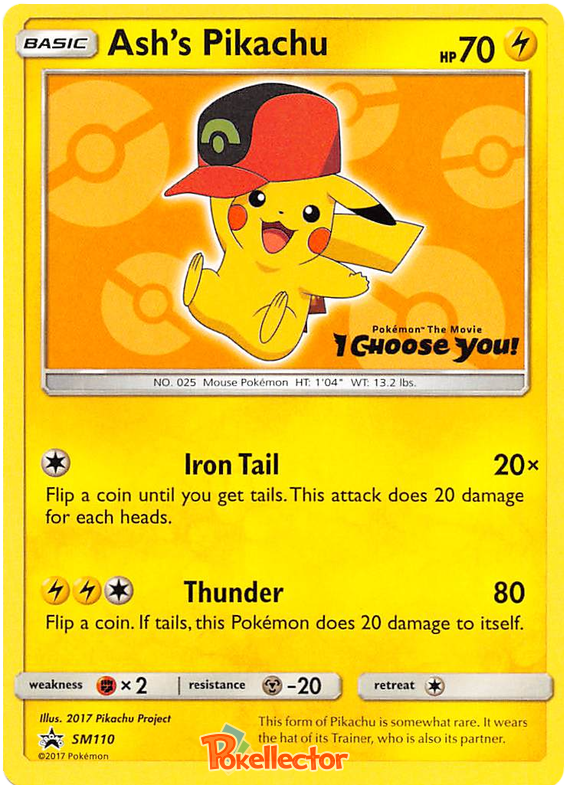 BASIC Ash's Pikachu HP 70
Pokémon™ The Movie
I Choose You!
NO. 025 Mouse Pokémon HT: 1'04" WT: 13.2 lbs.
Iron Tail 20×
Flip a coin until you get tails. This attack does 20 damage
for each heads.
Thunder 80
Flip a coin. If tails, this Pokémon does 20 damage to itself.
weakness ×2 resistance -20 retreat
Illus. 2017 Pikachu Project
SM110
©2017 Pokémon
This form of Pikachu is somewhat rare. It wears
the hat of its Trainer, who is also its partner.
Pokellector